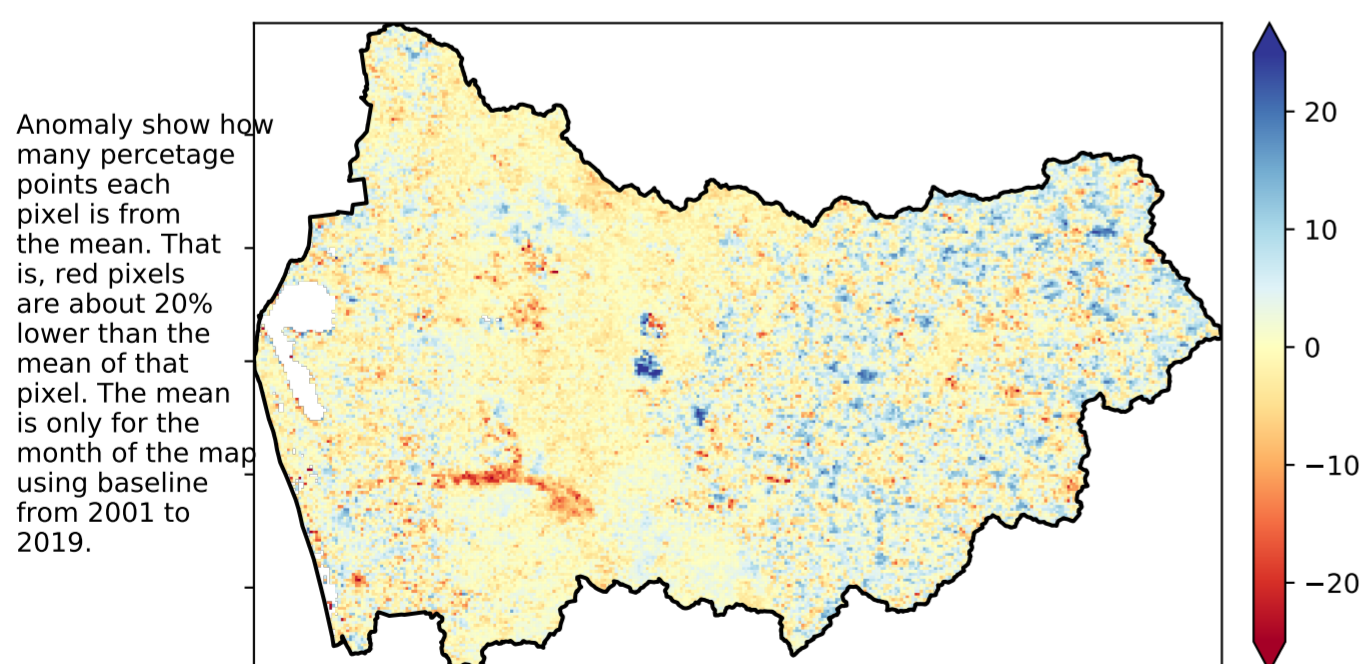 Anomaly show how
many percetage
points each
pixel is from
the mean. That
is, red pixels
are about 20%
lower than the
mean of that
pixel. The mean
is only for the
month of the map
using baseline
from 2001 to
2019.
20
10
0
−10
−20